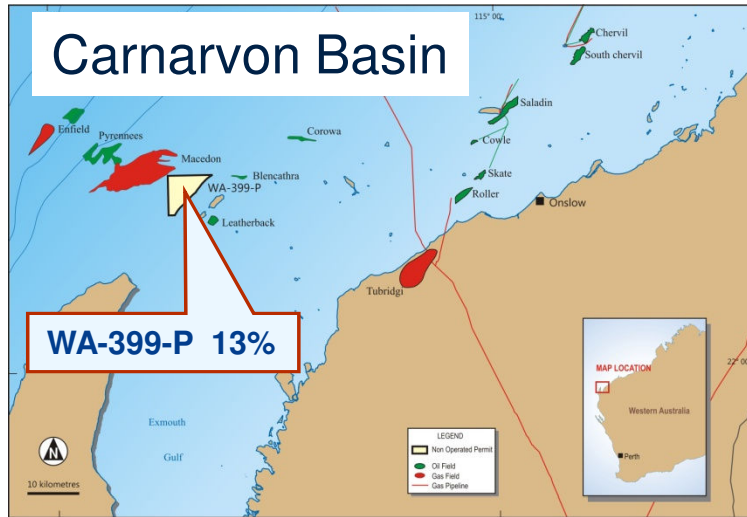 Carnarvon Basin
115° 00'
Chervil
South chervil
Saladin
Enfield
Pyrennees
Corowa
Cowle
Macedon
Blencathra
Skate
WA-399-P
Roller
Onslow
Leatherback
Tubridgi
WA-399-P 13%
22° 00'
MAP LOCATION
Western Australia
Perth
Exmouth
Gulf
N
10 kilometres
LEGEND
Non Operated Permit
Oil Field
Gas Field
Gas Pipeline